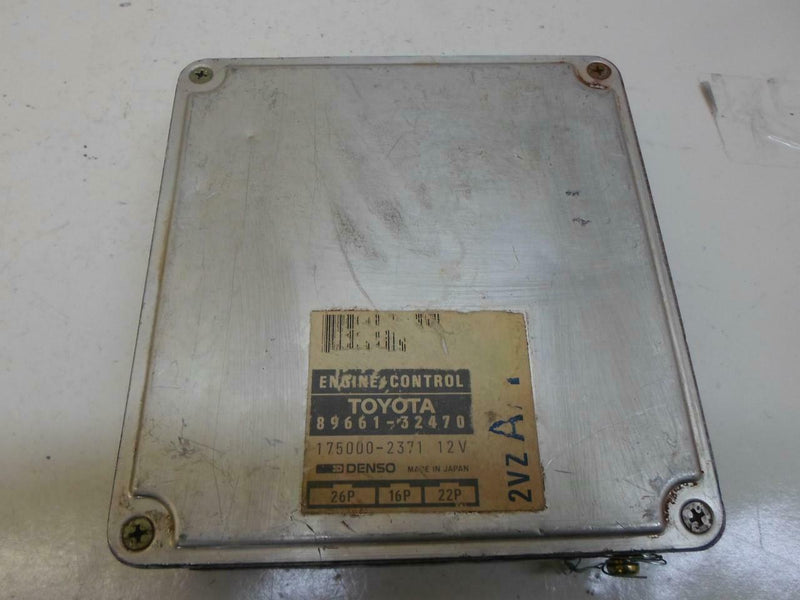 ENGINE CONTROL
TOYOTA
89661-32470
175000-2371 12V
DENSO MADE IN JAPAN
26P 16P 22P
2VZ A